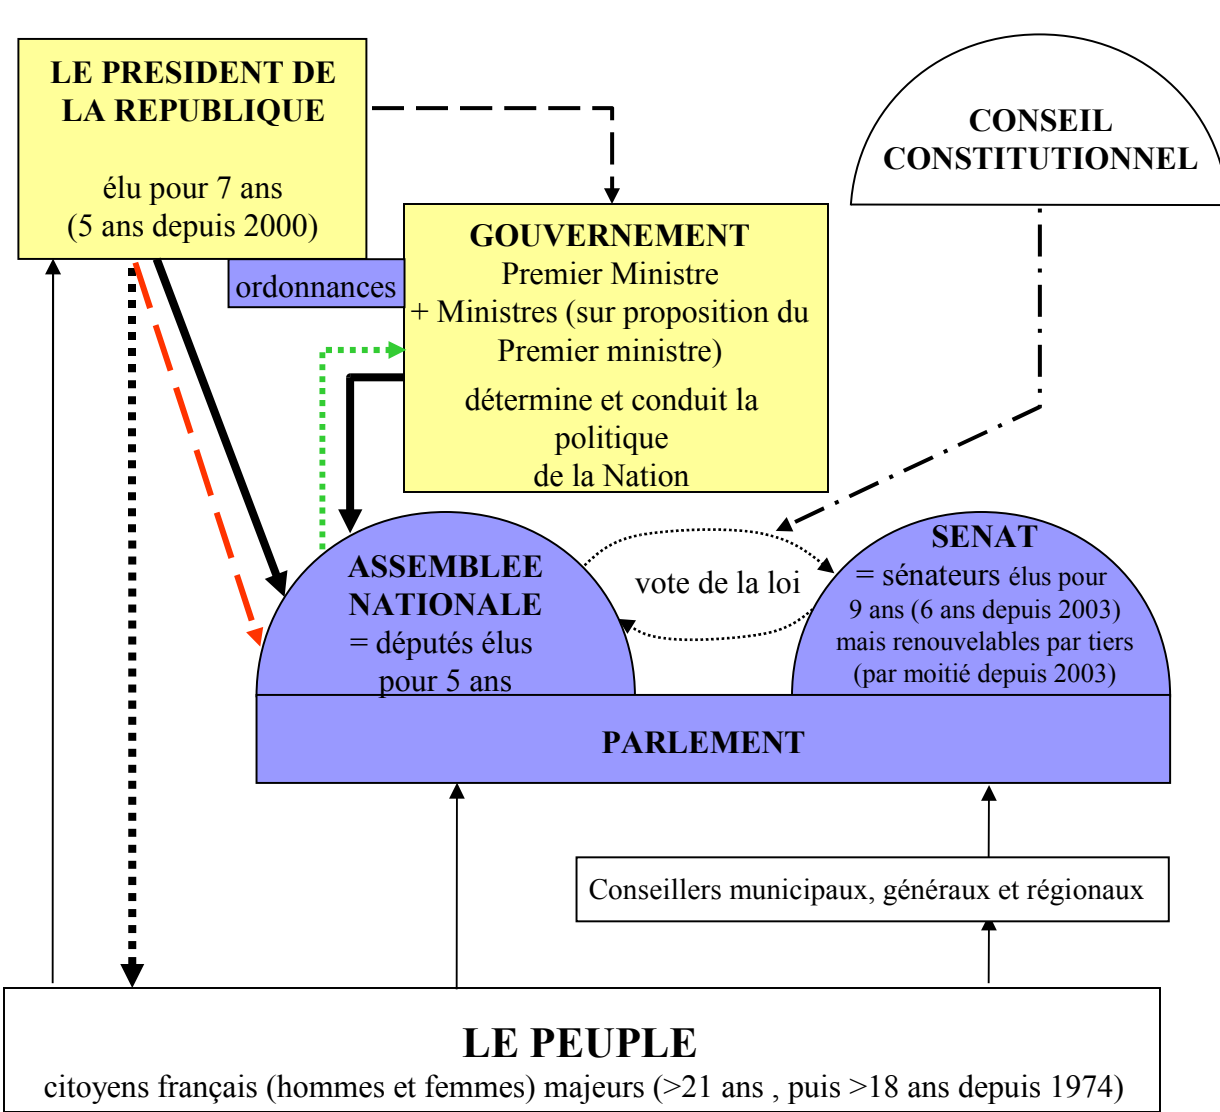 LE PRESIDENT DE
LA REPUBLIQUE
élu pour 7 ans
(5 ans depuis 2000)
CONSEIL
CONSTITUTIONNEL
GOUVERNEMENT
Premier Ministre
+ Ministres (sur proposition du
Premier ministre)
détermine et conduit la
politique
de la Nation
ordonnances
ASSEMBLEE
NATIONALE
= députés élus
pour 5 ans
vote de la loi
SENAT
= sénateurs élus pour
9 ans (6 ans depuis 2003)
mais renouvelables par tiers
(par moitié depuis 2003)
PARLEMENT
Conseillers municipaux, généraux et régionaux
LE PEUPLE
citoyens français (hommes et femmes) majeurs (>21 ans , puis >18 ans depuis 1974)